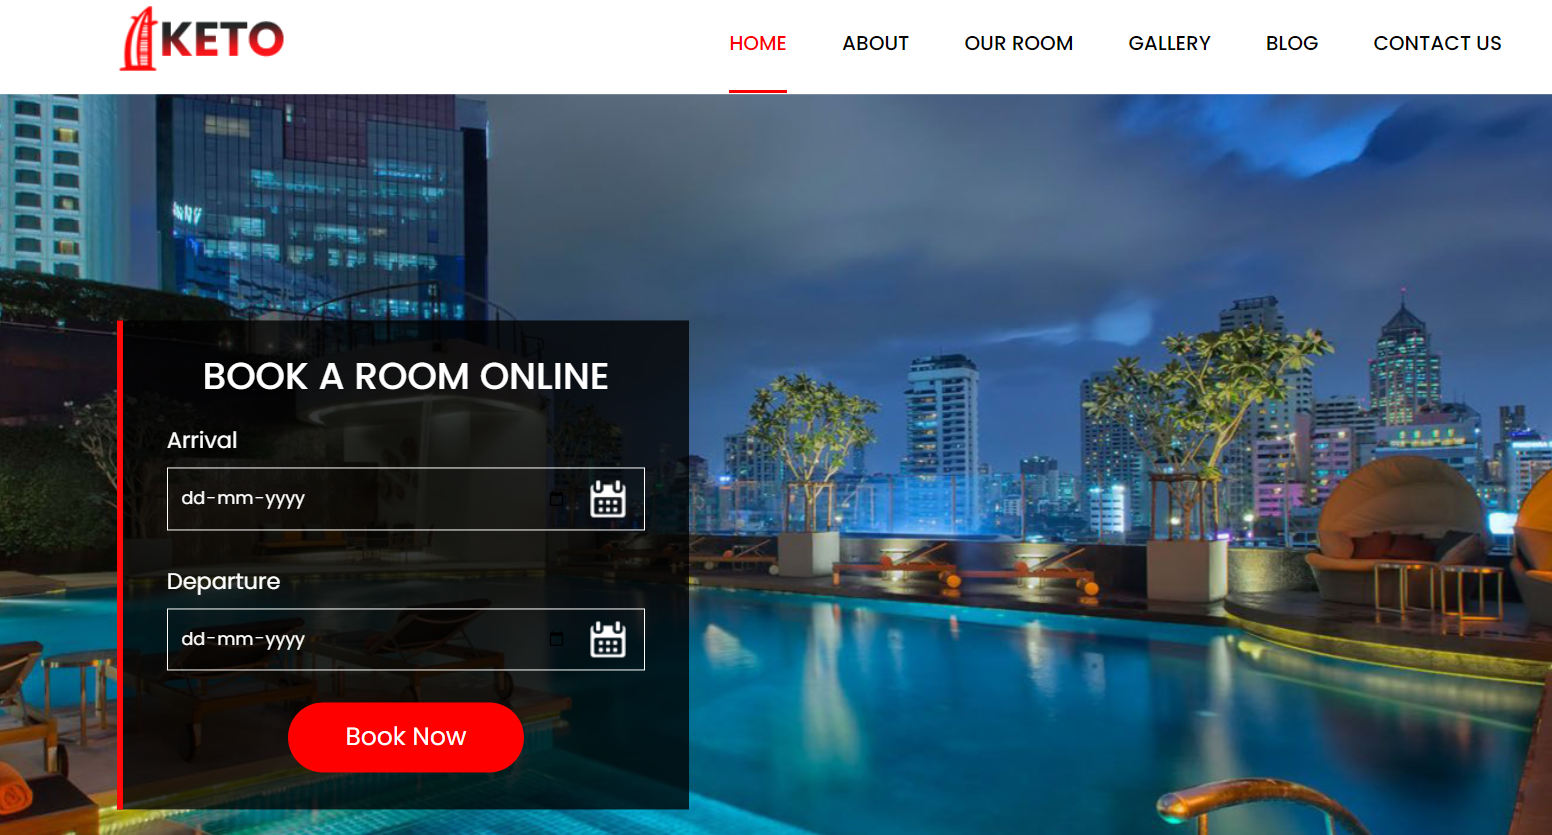 KETO
HOME ABOUT OUR ROOM GALLERY BLOG CONTACT US
BOOK A ROOM ONLINE
Arrival
dd-mm-yyyy
Departure
dd-mm-yyyy
Book Now